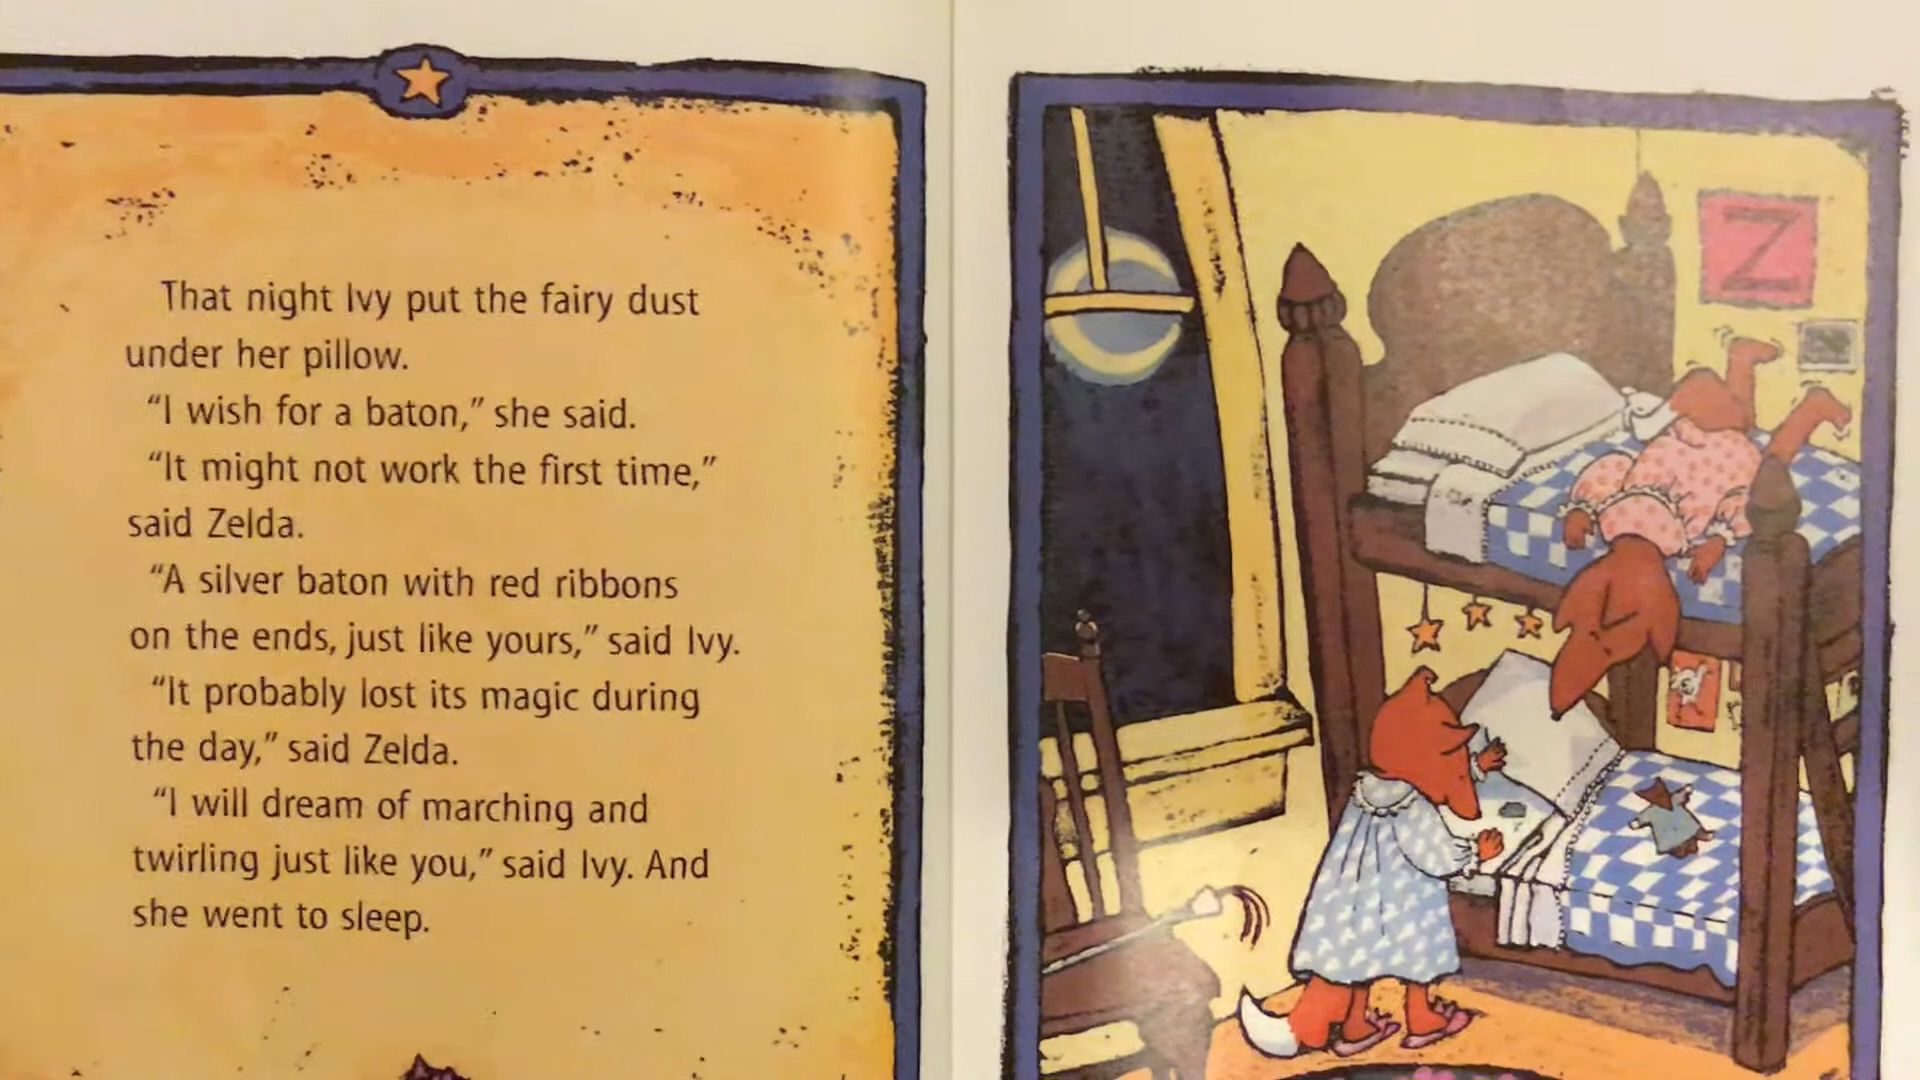 That night Ivy put the fairy dust
under her pillow.
“I wish for a baton,” she said.
“It might not work the first time,”
said Zelda.
“A silver baton with red ribbons
on the ends, just like yours,” said Ivy.
“It probably lost its magic during
the day,” said Zelda.
“I will dream of marching and
twirling just like you,” said Ivy. And
she went to sleep.
Z